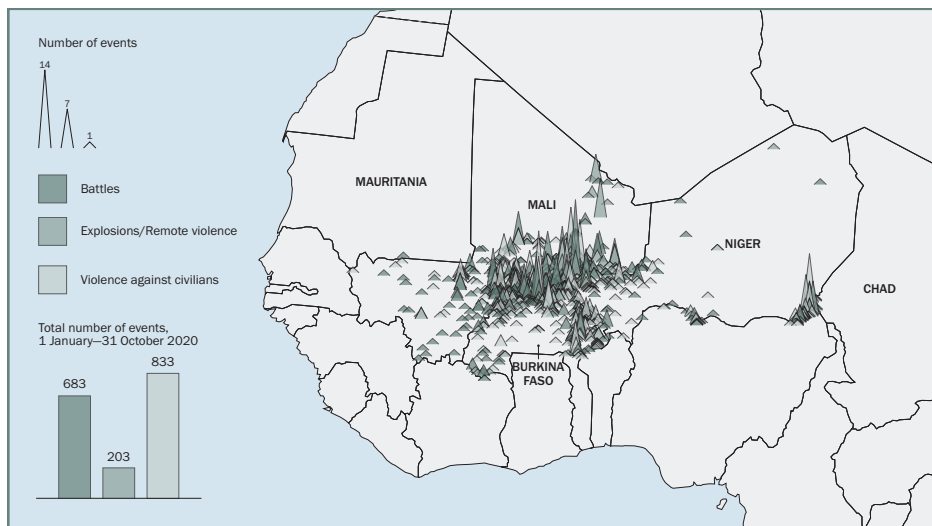 Number of events
14
7
1
Battles
Explosions/Remote violence
Violence against civilians
Total number of events,
1 January—31 October 2020
683
203
833
MAURITANIA
MALI
NIGER
CHAD
BURKINA
FASO